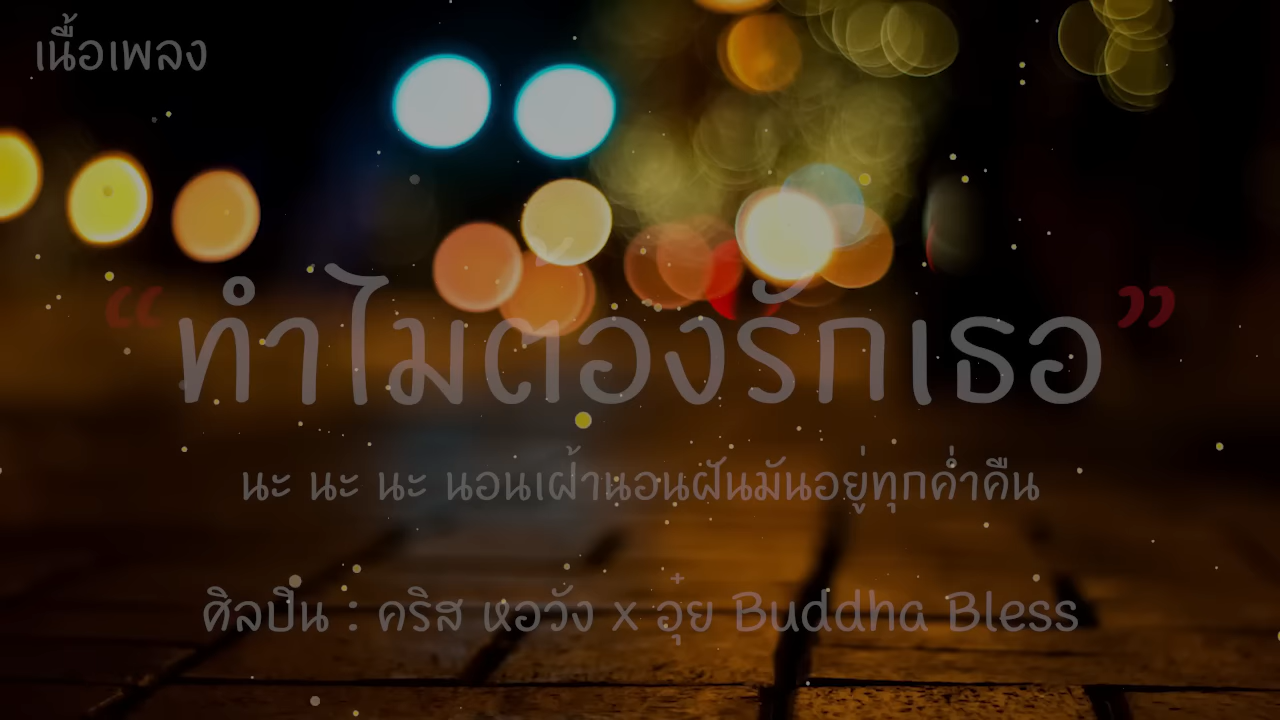 เนื้อเพลง
“ทำไมต้องรักเธอ”
นะ นะ นะ นอนเฝ้านอนฝันมันอยู่ทุกค่ำคืน
ศิลปิน : คริส หอวัง x อุ๋ย Buddha Bless